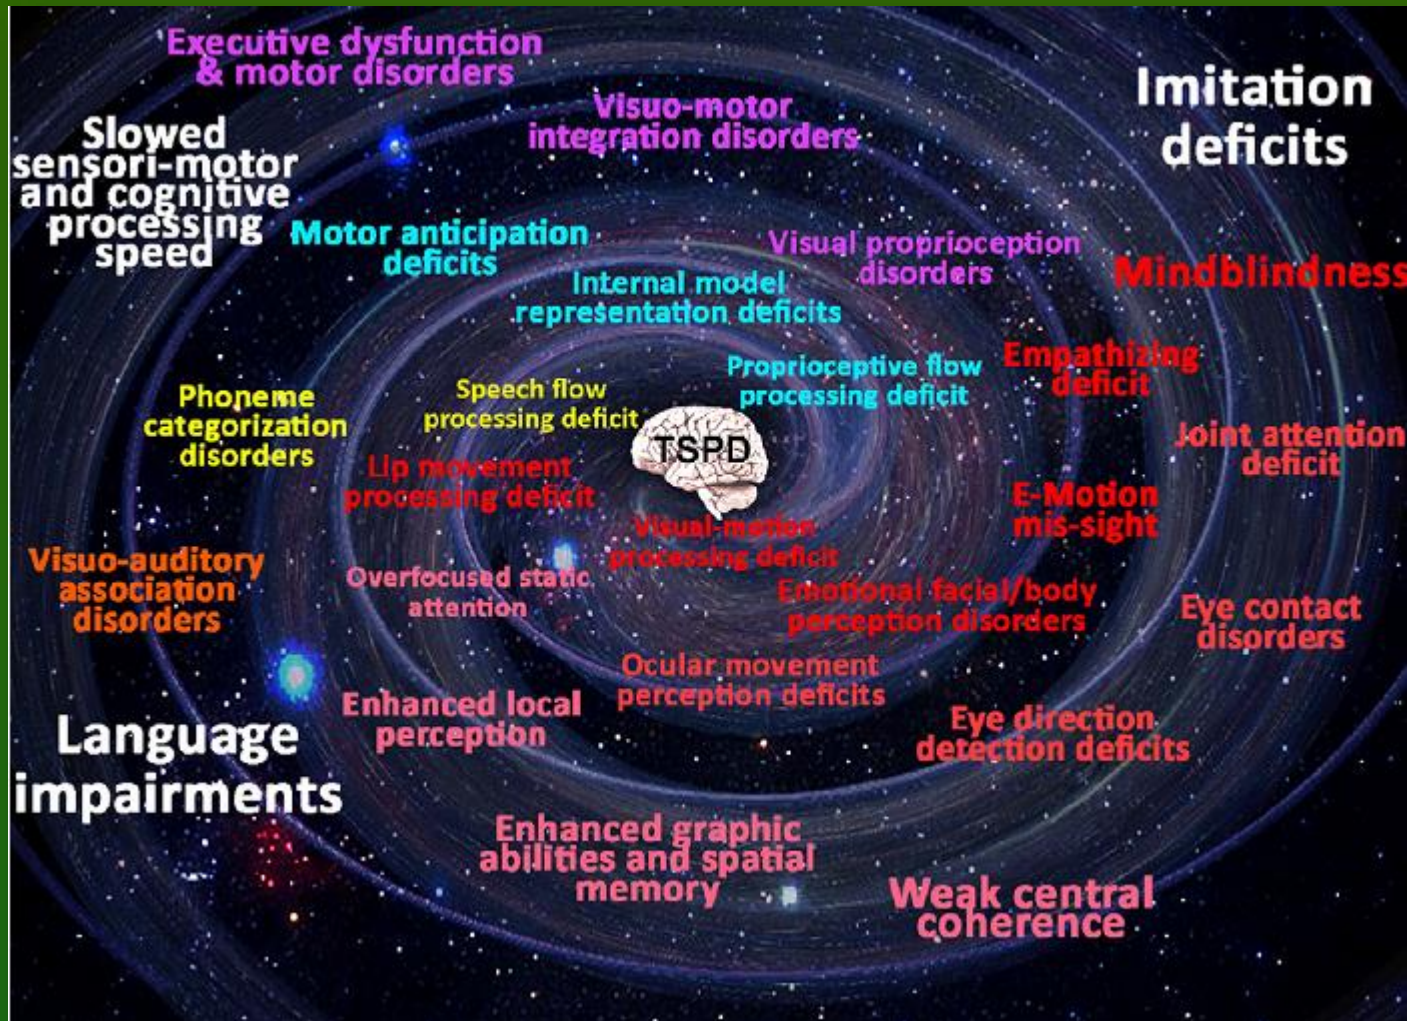 Executive dysfunction
& motor disorders
Imitation
deficits
Visuo-motor
integration disorders
Slowed
sensori-motor
and cognitive
processing
speed
Motor anticipation
deficits
Visual proprioception
disorders
Mindblindness
Internal model
representation deficits
Proprioceptive flow
processing deficit
Empathizing
deficit
Phoneme
categorization
disorders
Speech flow
processing deficit
TSPD
Joint attention
deficit
Lip movement
processing deficit
E-Motion
mis-sight
Visual-motion
processing deficit
Visuo-auditory
association
disorders
Overfocused static
attention
Emotional facial/body
perception disorders
Eye contact
disorders
Ocular movement
perception deficits
Enhanced local
perception
Eye direction
detection deficits
Language
impairments
Enhanced graphic
abilities and spatial
memory
Weak central
coherence